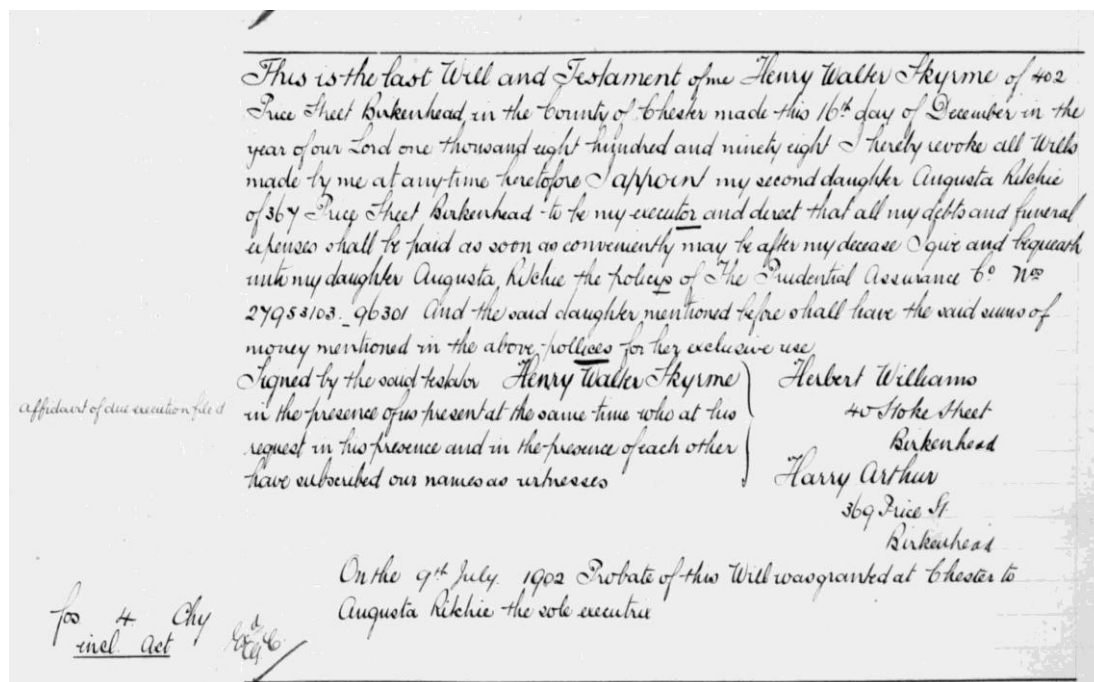 This is the last Will and Testament of me Henry Walter Skyrme of 402
Price Street Birkenhead in the County of Chester made this 16th day of December in the
year of our Lord one thousand eight hundred and ninety eight I hereby revoke all Wills
made by me at any time heretofore I appoint my second daughter Augusta Ritchie
of 367 Price Street Birkenhead to be my executor and direct that all my debts and funeral
expenses shall be paid as soon as conveniently may be after my decease I give and bequeath
unto my daughter Augusta Ritchie the policys of The Prudential Assurance Co. Nos
27953103 _ 96301 And the said daughter mentioned before shall have the said sums of
money mentioned in the above pollices for her exclusive use
Signed by the said testator Henry Walter Skyrme
in the presence of us present at the same time who at his
request in his presence and in the presence of each other
have subscribed our names as witnesses
Herbert Williams
40 Stoke Street
Birkenhead
Harry Arthur
369 Price St
Birkenhead
affidavit of due execution filed
On the 9th July. 1902 Probate of this Will was granted at Chester to
Augusta Ritchie the sole executrix
fos 4 Chy
incl. Act